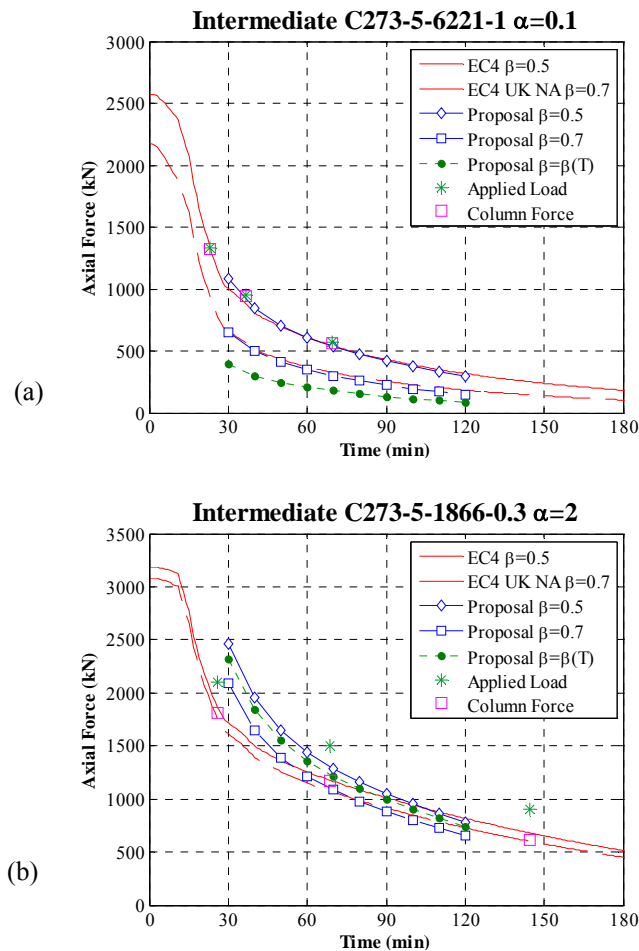 Intermediate C273-5-6221-1 α=0.1
3000
2500
2000
1500
1000
500
0
Axial Force (kN)
EC4 β=0.5
EC4 UK NA β=0.7
Proposal β=0.5
Proposal β=0.7
Proposal β=β(T)
Applied Load
Column Force
0 30 60 90 120 150 180
Time (min)
(a)
Intermediate C273-5-1866-0.3 α=2
3500
3000
2500
2000
1500
1000
500
0
Axial Force (kN)
EC4 β=0.5
EC4 UK NA β=0.7
Proposal β=0.5
Proposal β=0.7
Proposal β=β(T)
Applied Load
Column Force
0 30 60 90 120 150 180
Time (min)
(b)